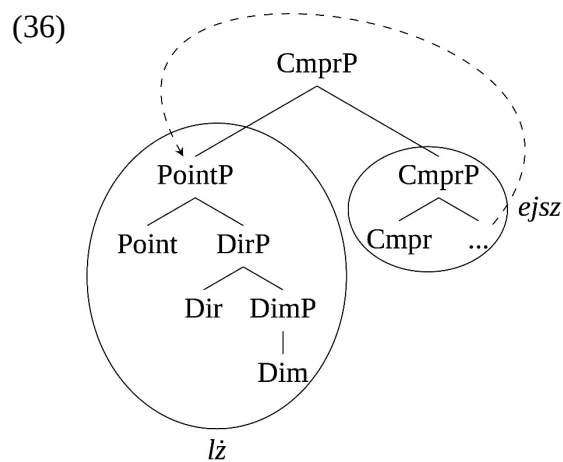 (36)
CmprP
PointP CmprP
ejsz
Point DirP Cmpr ...
Dir DimP
Dim
lż